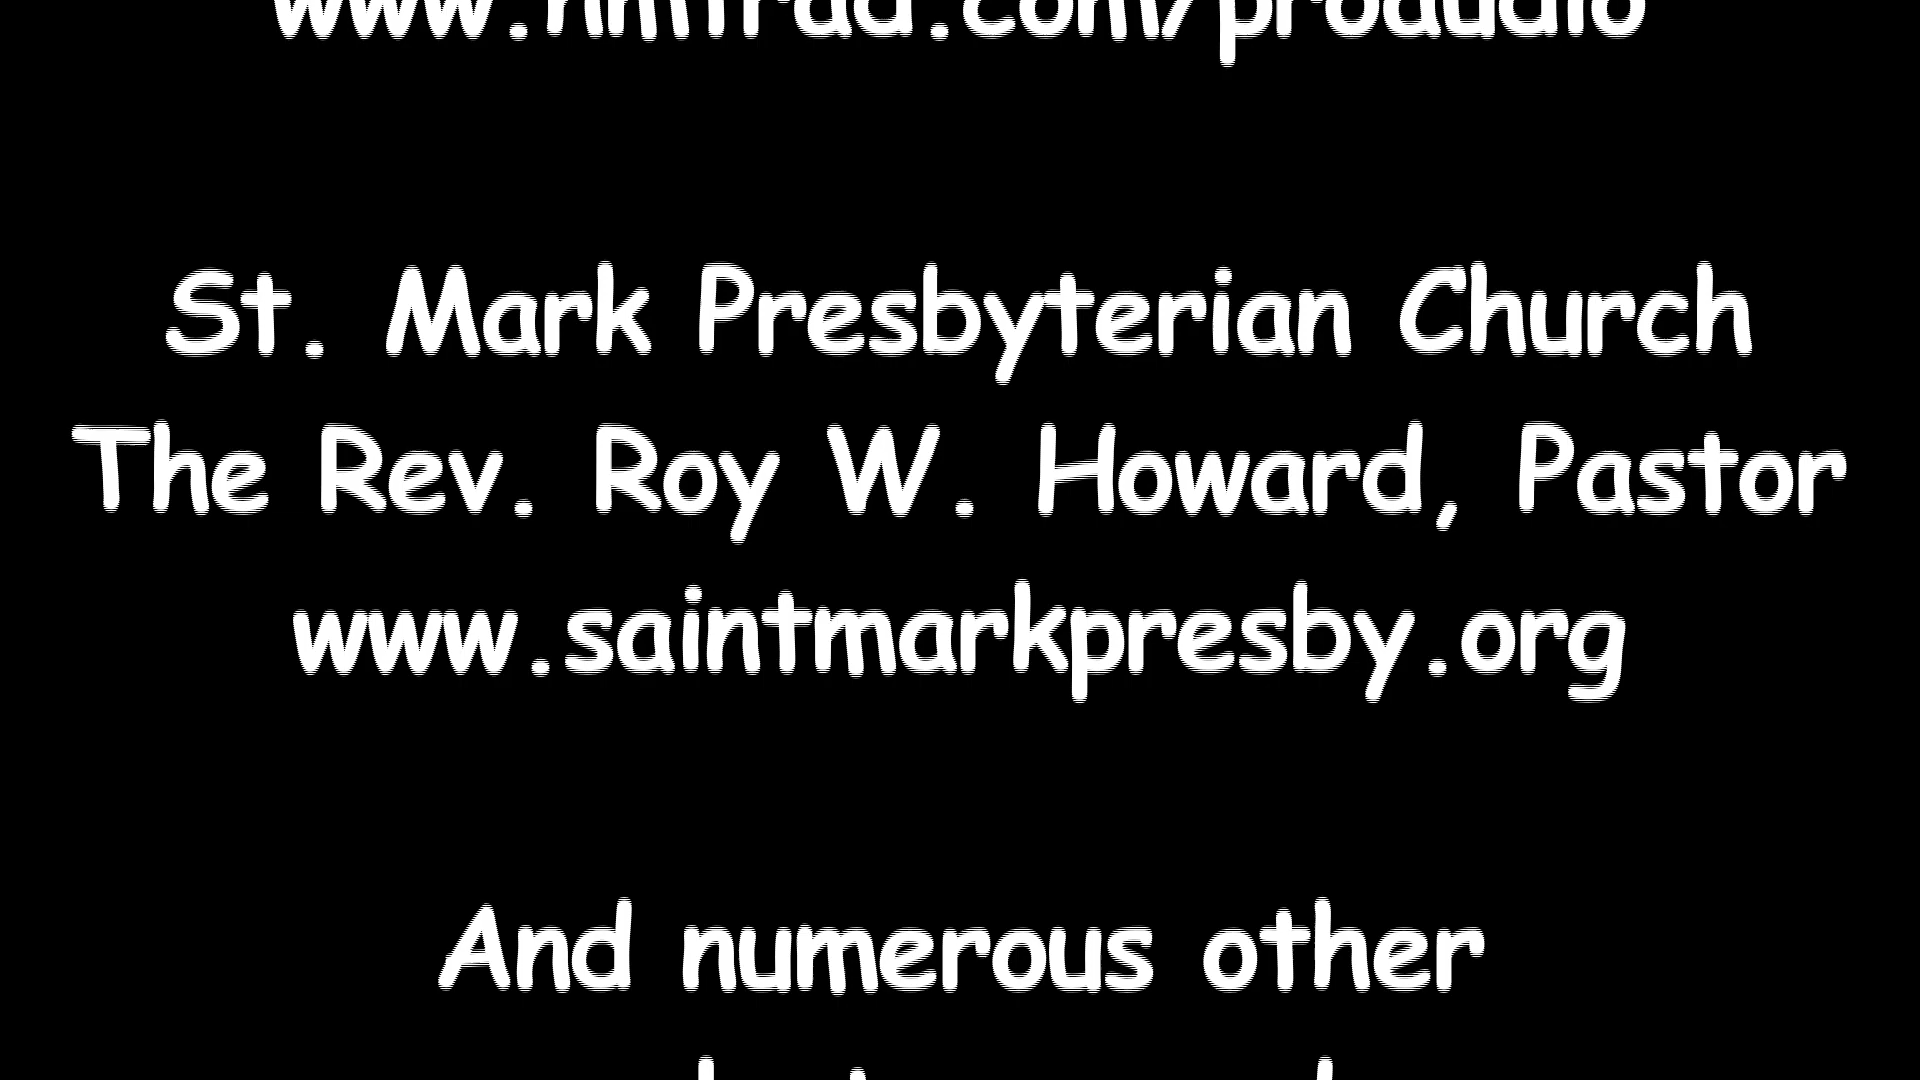 St. Mark Presbyterian Church
The Rev. Roy W. Howard, Pastor
www.saintmarkpresby.org
And numerous other